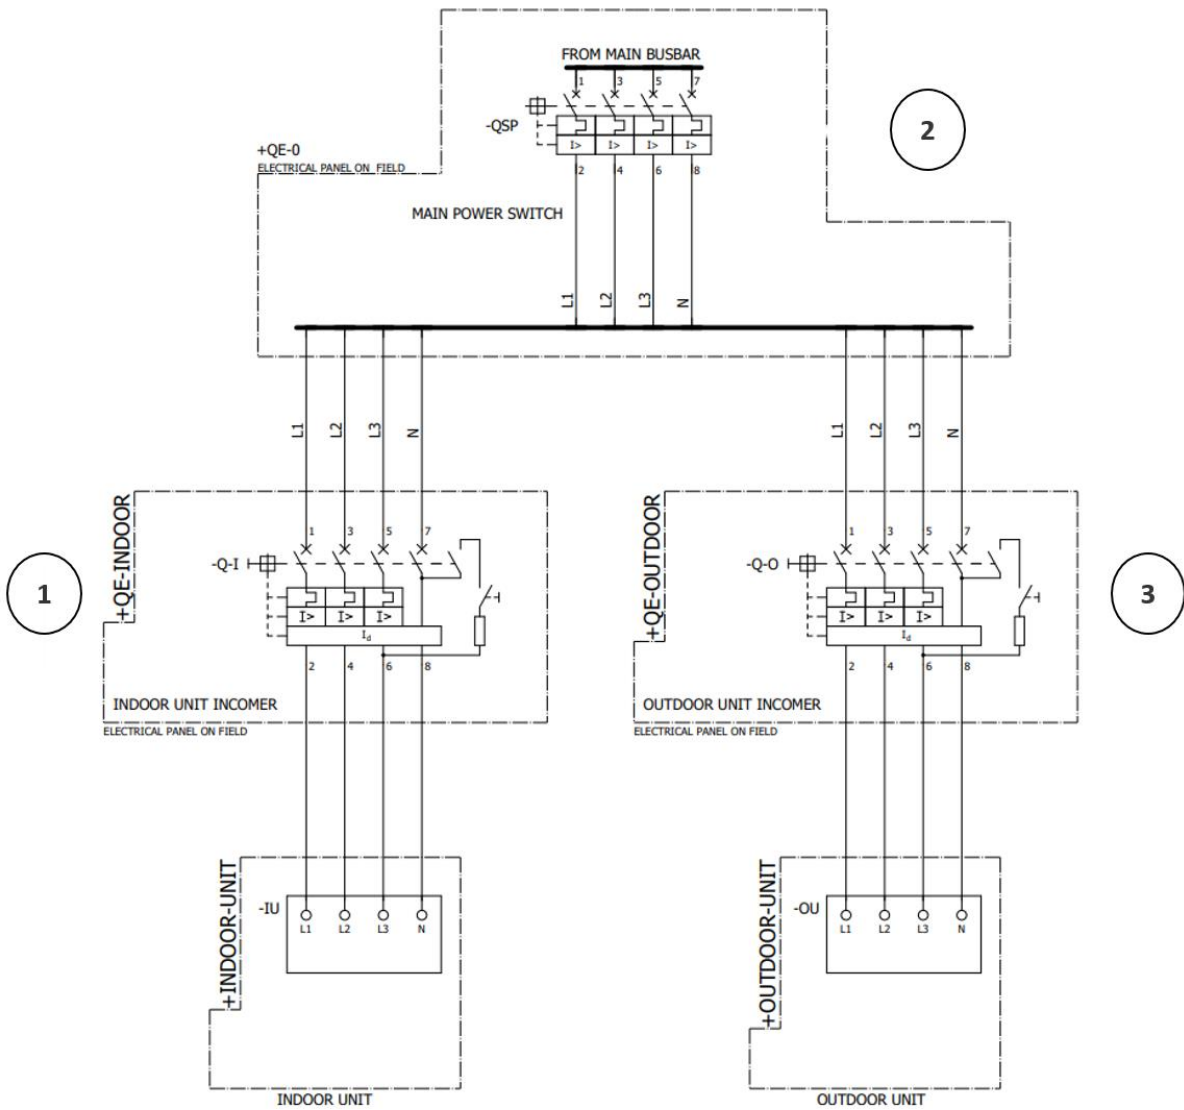 FROM MAIN BUSBAR
1 3 5 7
2
-QSP
I> I> I> I>
+QE-0
ELECTRICAL PANEL ON FIELD
2 4 6 8
MAIN POWER SWITCH
L1 L2 L3 N
L1 L2 L3 N
L1 L2 L3 N
+QE-INDOOR
1 3 5 7
-Q-I
I> I> I>
Id
2 4 6 8
INDOOR UNIT INCOMER
ELECTRICAL PANEL ON FIELD
1
+QE-OUTDOOR
1 3 5 7
-Q-O
I> I> I>
Id
2 4 6 8
OUTDOOR UNIT INCOMER
ELECTRICAL PANEL ON FIELD
3
+INDOOR-UNIT
-IU
L1 L2 L3 N
INDOOR UNIT
+OUTDOOR-UNIT
-OU
L1 L2 L3 N
OUTDOOR UNIT